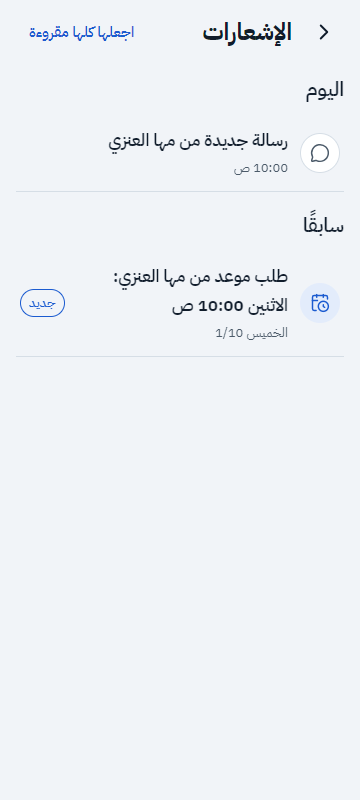 الإشعارات
اجعلها كلها مقروءة
اليوم
رسالة جديدة من مها العنزي
10:00 ص
سابقًا
طلب موعد من مها العنزي:
الاثنين 10:00 ص
جديد
الخميس 1/10